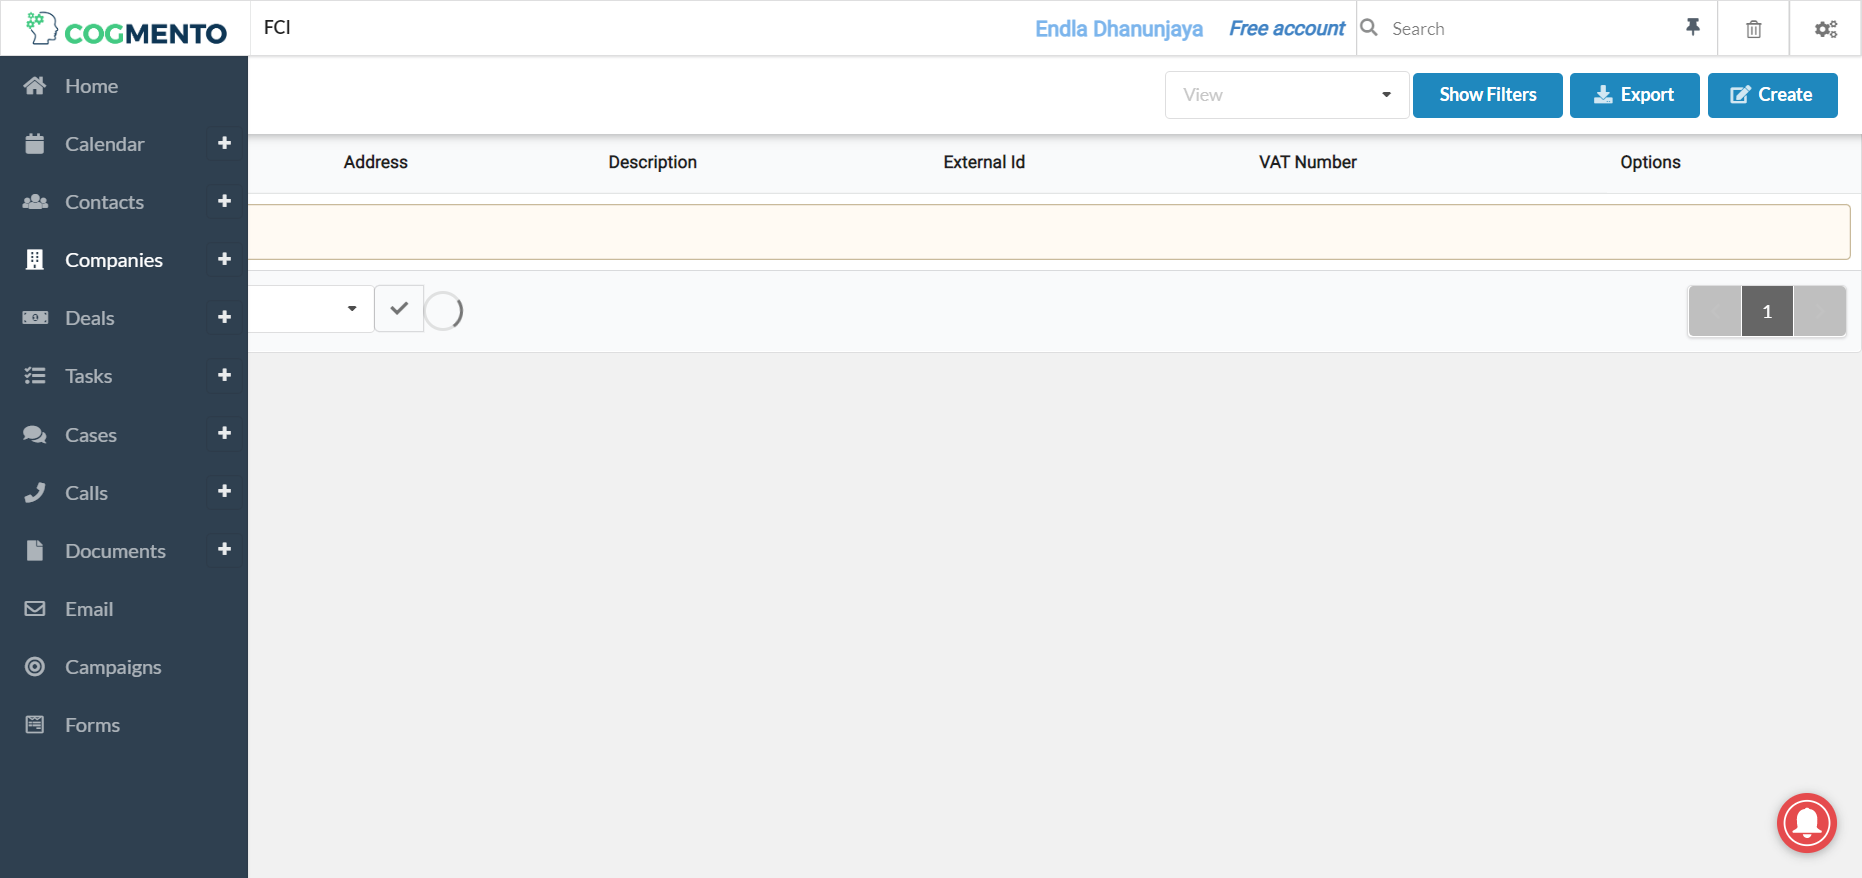 COGMENTO
FCI
Endla Dhanunjaya
Free account
Search
Home
Calendar
Contacts
Companies
Deals
Tasks
Cases
Calls
Documents
Email
Campaigns
Forms
View
Show Filters
Export
Create
Address
Description
External Id
VAT Number
Options
1